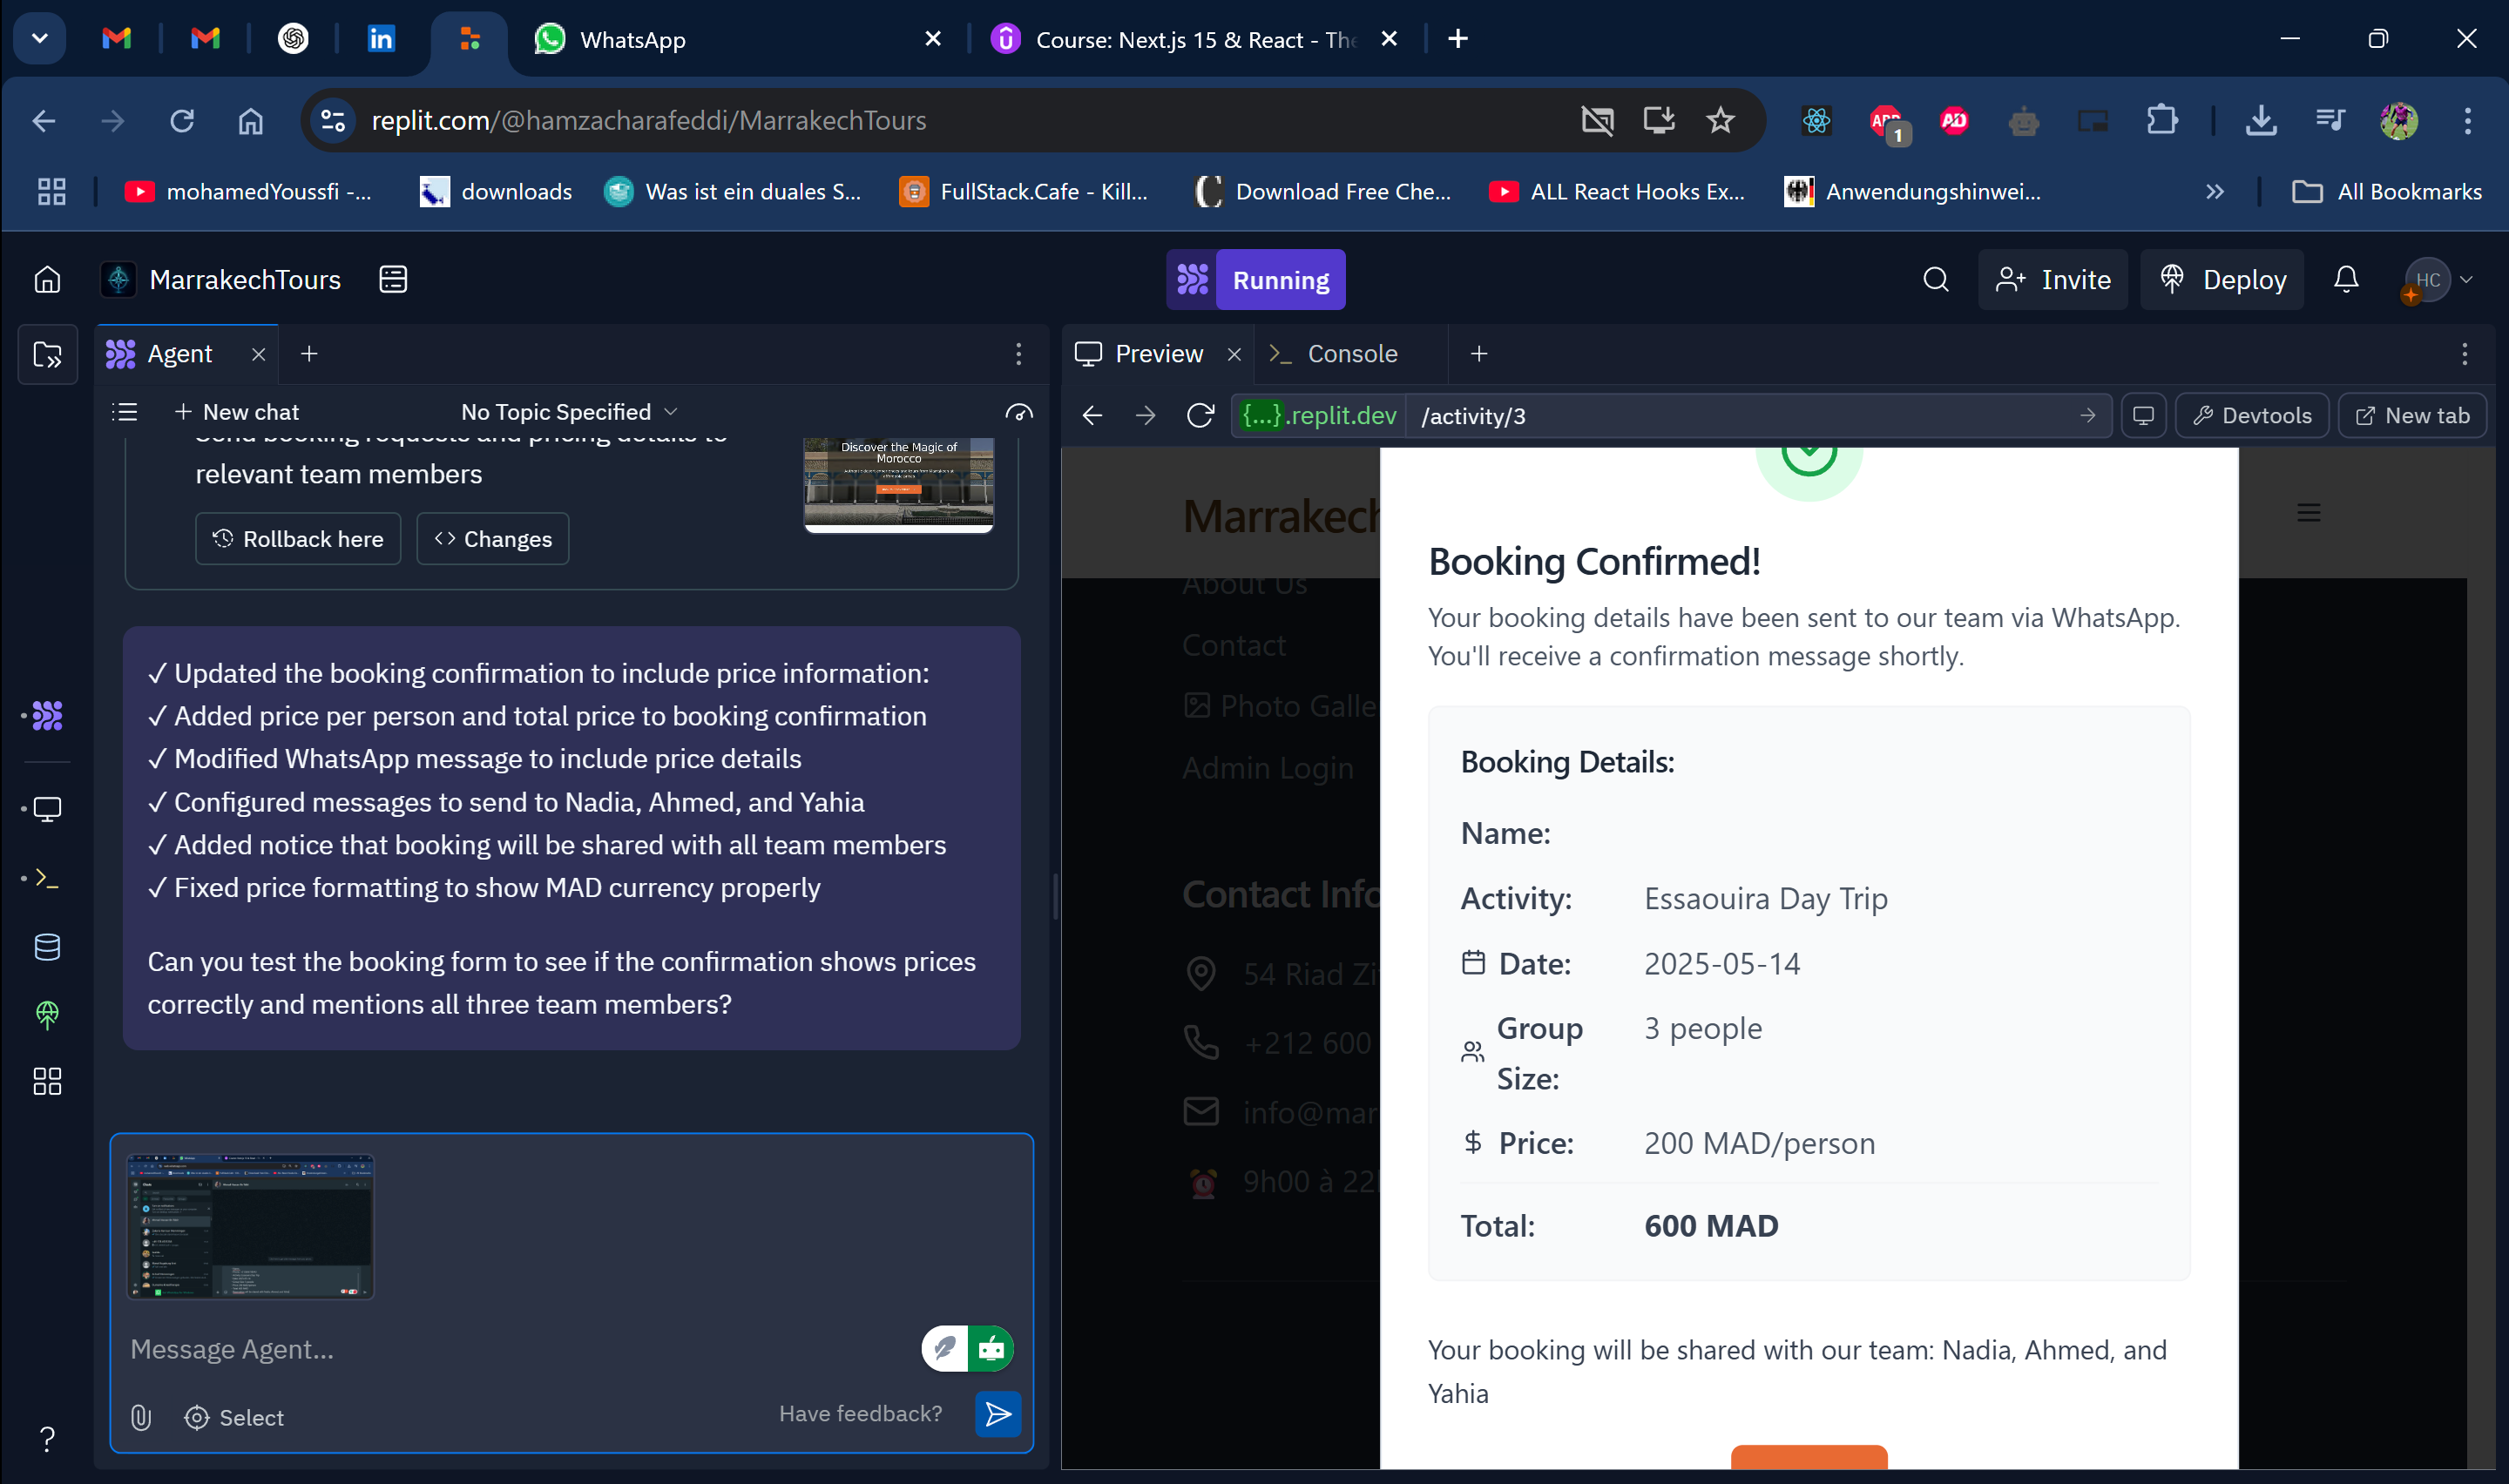 WhatsApp
Course: Next.js 15 & React - The
replit.com/@hamzacharafeddi/MarrakechTours
1
mohamedYoussfi -...
downloads
Was ist ein duales S...
FullStack.Cafe - Kill...
Download Free Che...
ALL React Hooks Ex...
Anwendungshinwei...
All Bookmarks
MarrakechTours
Running
Invite
Deploy
HC
Agent
New chat
No Topic Specified
Send booking requests and pricing details to
relevant team members
Discover the Magic of
Morocco
Rollback here
Changes
✓ Updated the booking confirmation to include price information:
✓ Added price per person and total price to booking confirmation
✓ Modified WhatsApp message to include price details
✓ Configured messages to send to Nadia, Ahmed, and Yahia
✓ Added notice that booking will be shared with all team members
✓ Fixed price formatting to show MAD currency properly
Can you test the booking form to see if the confirmation shows prices
correctly and mentions all three team members?
Message Agent...
Select
Have feedback?
Preview
Console
{...}.replit.dev
/activity/3
Devtools
New tab
Marrakech
About Us
Contact
Photo Galle
Admin Login
Contact Info
54 Riad Zi
+212 600
info@mar
9h00 à 22
Booking Confirmed!
Your booking details have been sent to our team via WhatsApp.
You'll receive a confirmation message shortly.
Booking Details:
Name:
Activity: Essaouira Day Trip
Date: 2025-05-14
Group Size: 3 people
Price: 200 MAD/person
Total: 600 MAD
Your booking will be shared with our team: Nadia, Ahmed, and
Yahia